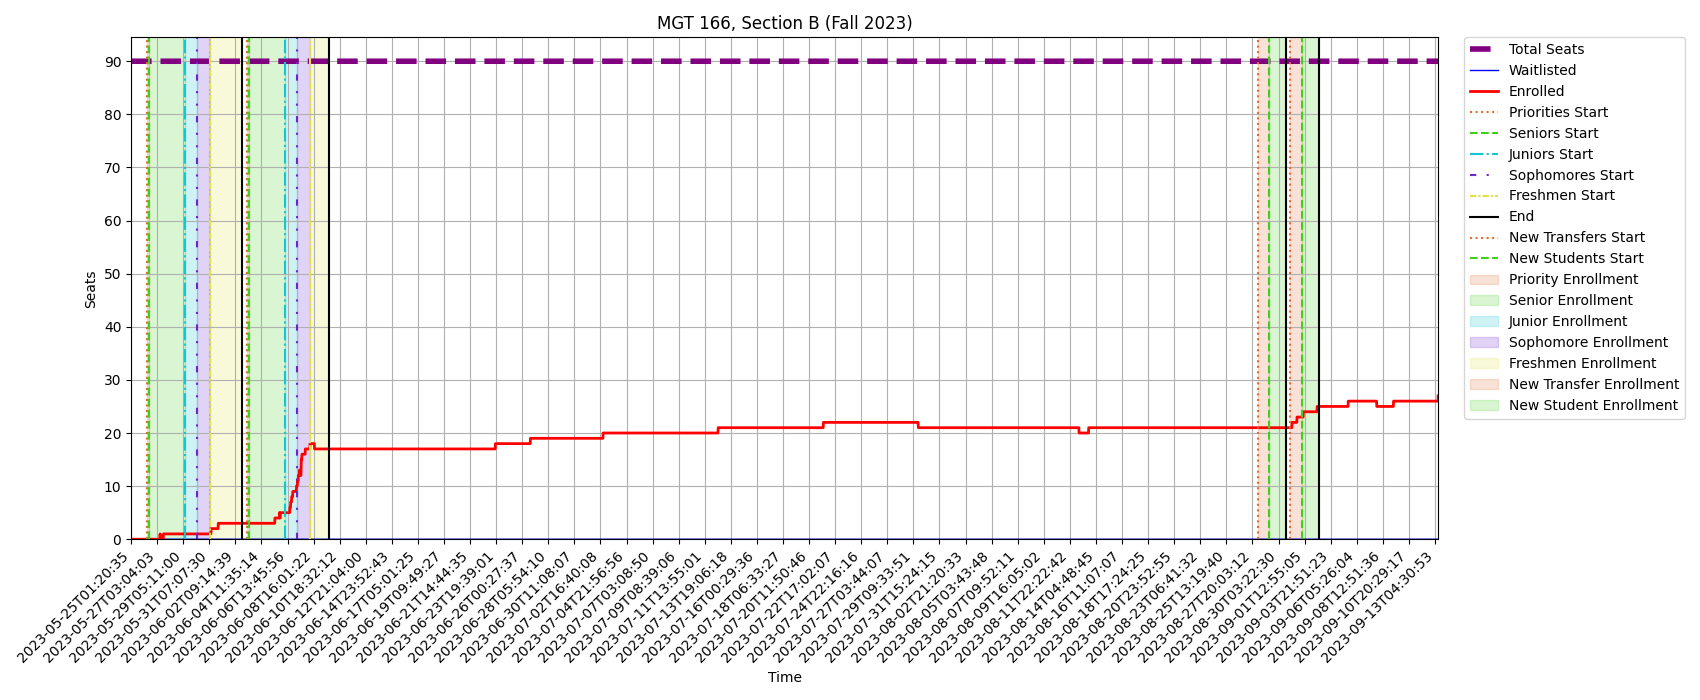 MGT 166, Section B (Fall 2023)
Seats
90
80
70
60
50
40
30
20
10
0
2023-05-25T01:20:35
2023-05-27T03:04:03
2023-05-29T05:11:00
2023-05-31T07:07:30
2023-06-02T09:14:39
2023-06-04T11:35:14
2023-06-06T13:45:56
2023-06-08T16:01:22
2023-06-10T18:32:12
2023-06-12T21:04:00
2023-06-14T23:52:43
2023-06-17T05:01:25
2023-06-19T09:49:27
2023-06-21T14:44:35
2023-06-23T19:39:01
2023-06-26T00:27:37
2023-06-28T05:54:10
2023-06-30T11:08:07
2023-07-02T16:40:08
2023-07-04T21:56:56
2023-07-07T03:08:50
2023-07-09T08:39:06
2023-07-11T13:55:01
2023-07-13T19:06:18
2023-07-16T00:29:36
2023-07-18T06:33:27
2023-07-20T11:50:46
2023-07-22T17:02:07
2023-07-24T22:16:16
2023-07-27T03:44:07
2023-07-29T09:33:51
2023-07-31T15:24:15
2023-08-02T21:20:33
2023-08-05T03:43:48
2023-08-07T09:52:11
2023-08-09T16:05:02
2023-08-11T22:22:42
2023-08-14T04:48:45
2023-08-16T11:07:07
2023-08-18T17:24:25
2023-08-20T23:52:55
2023-08-23T06:41:32
2023-08-25T13:19:40
2023-08-27T20:03:12
2023-08-30T03:22:30
2023-09-01T12:55:05
2023-09-03T21:51:23
2023-09-06T05:26:04
2023-09-08T12:51:36
2023-09-10T20:29:17
2023-09-13T04:30:53
Time
Total Seats
Waitlisted
Enrolled
Priorities Start
Seniors Start
Juniors Start
Sophomores Start
Freshmen Start
End
New Transfers Start
New Students Start
Priority Enrollment
Senior Enrollment
Junior Enrollment
Sophomore Enrollment
Freshmen Enrollment
New Transfer Enrollment
New Student Enrollment